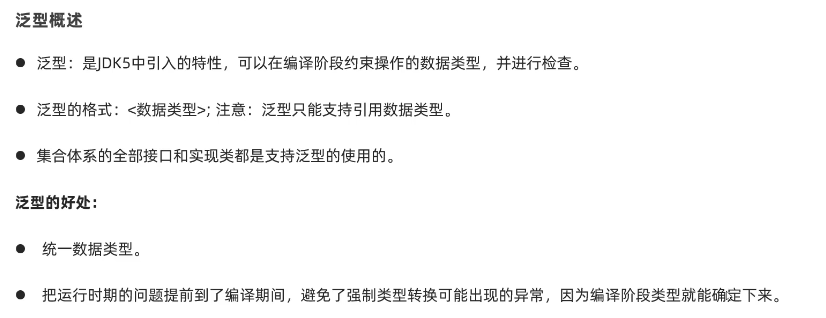 泛型概述
● 泛型：是JDK5中引入的特性，可以在编译阶段约束操作的数据类型，并进行检查。
● 泛型的格式：<数据类型>; 注意：泛型只能支持引用数据类型。
● 集合体系的全部接口和实现类都是支持泛型的使用的。
泛型的好处：
● 统一数据类型。
● 把运行时期的问题提前到了编译期间，避免了强制类型转换可能出现的异常，因为编译阶段类型就能确定下来。